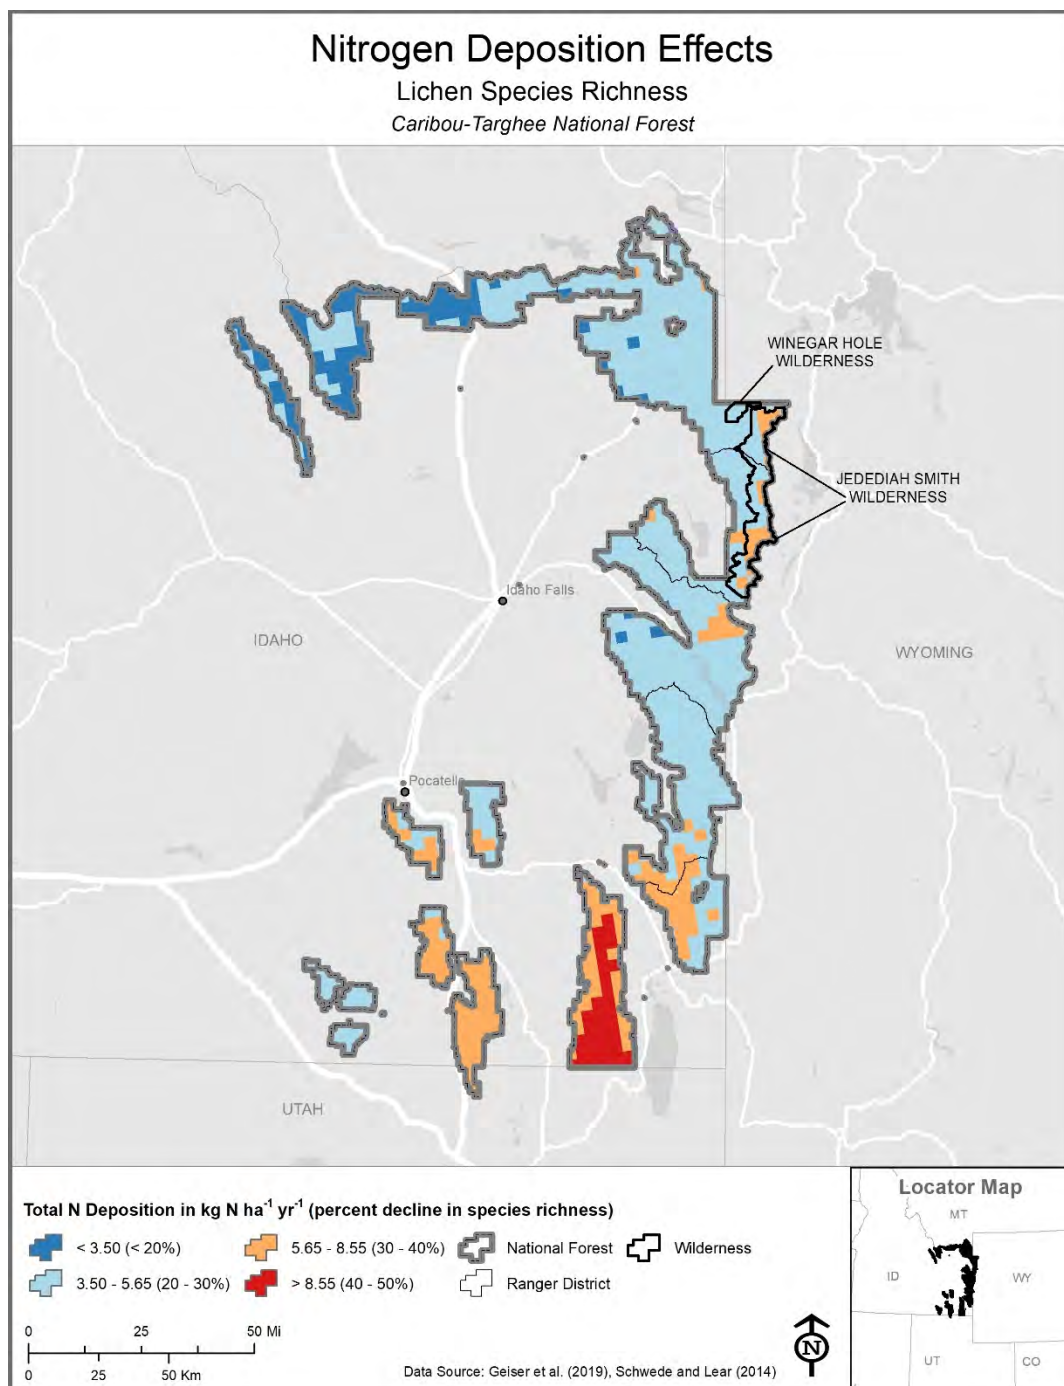 Nitrogen Deposition Effects
Lichen Species Richness
Caribou-Targhee National Forest
WINEGAR HOLE
WILDERNESS
JEDEDIAH SMITH
WILDERNESS
Idaho Falls
IDAHO
WYOMING
Pocatello
UTAH
Total N Deposition in kg N ha⁻¹ yr⁻¹ (percent decline in species richness)
< 3.50 (< 20%)
5.65 - 8.55 (30 - 40%)
National Forest
Wilderness
3.50 - 5.65 (20 - 30%)
> 8.55 (40 - 50%)
Ranger District
0 25 50 Mi
0 25 50 Km
Data Source: Geiser et al. (2019), Schwede and Lear (2014)
N
Locator Map
MT
ID
WY
UT
CO